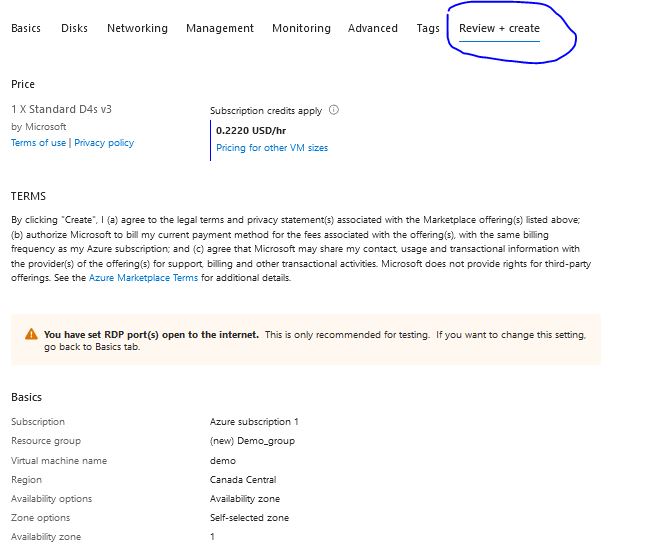 Basics Disks Networking Management Monitoring Advanced Tags Review + create
Price
1 X Standard D4s v3
by Microsoft
Terms of use | Privacy policy
Subscription credits apply
0.2220 USD/hr
Pricing for other VM sizes
TERMS
By clicking "Create", I (a) agree to the legal terms and privacy statement(s) associated with the Marketplace offering(s) listed above;
(b) authorize Microsoft to bill my current payment method for the fees associated with the offering(s), with the same billing
frequency as my Azure subscription; and (c) agree that Microsoft may share my contact, usage and transactional information with
the provider(s) of the offering(s) for support, billing and other transactional activities. Microsoft does not provide rights for third-party
offerings. See the Azure Marketplace Terms for additional details.
You have set RDP port(s) open to the internet. This is only recommended for testing. If you want to change this setting,
go back to Basics tab.
Basics
Subscription Azure subscription 1
Resource group (new) Demo_group
Virtual machine name demo
Region Canada Central
Availability options Availability zone
Zone options Self-selected zone
Availability zone 1